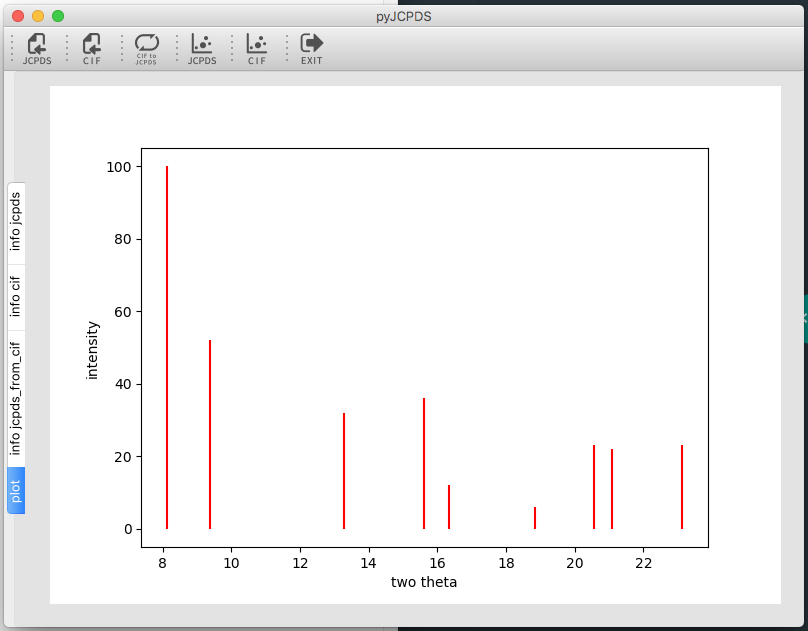 pyJCPDS
JCPDS
CIF
CIF to
JCPDS
JCPDS
CIF
EXIT
info jcpds
info cif
info jcpds_from_cif
plot
100
80
60
40
20
0
intensity
8 10 12 14 16 18 20 22
two theta